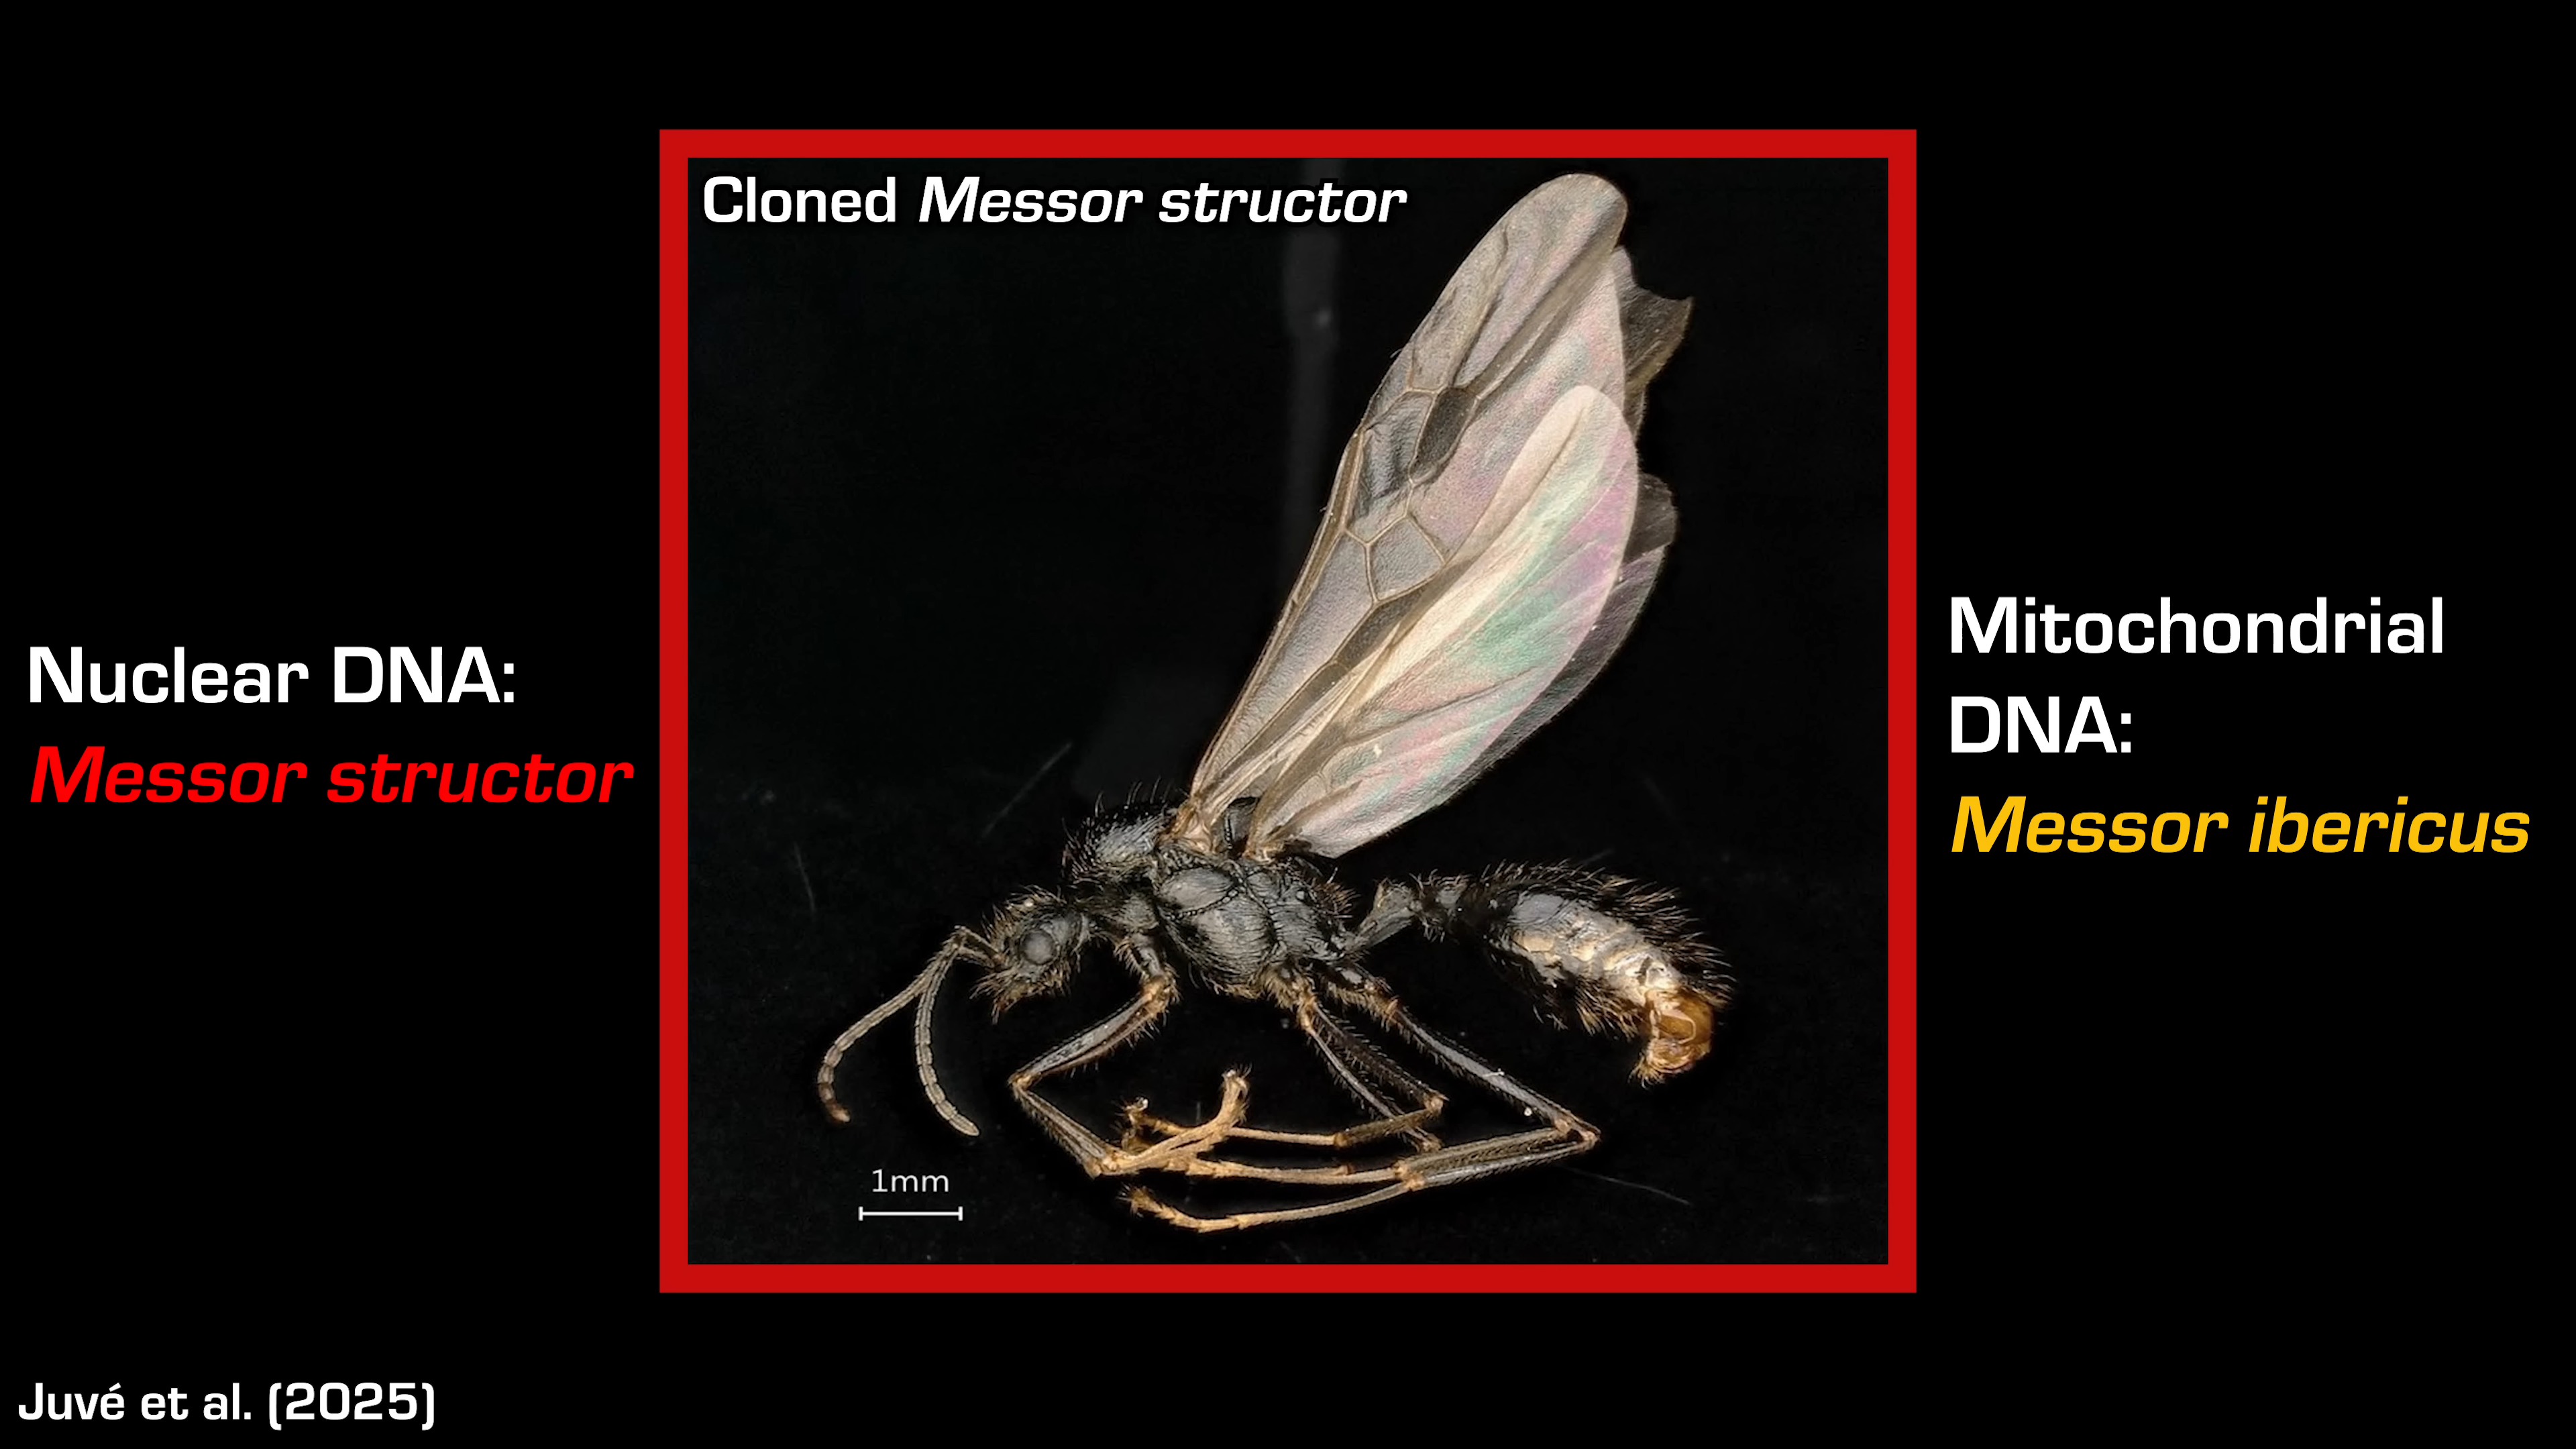 Cloned Messor structor
Nuclear DNA:
Messor structor
Mitochondrial
DNA:
Messor ibericus
1mm
Juvé et al. (2025)